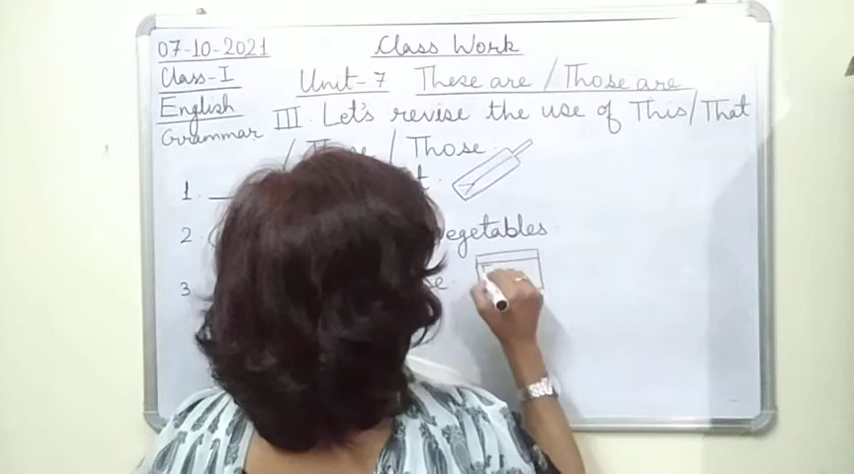 07-10-2021 Class Work
Class-I Unit-7 These are / Those are
English III. Let's revise the use of This/That
Grammar / Those.
1.
2 vegetables
3